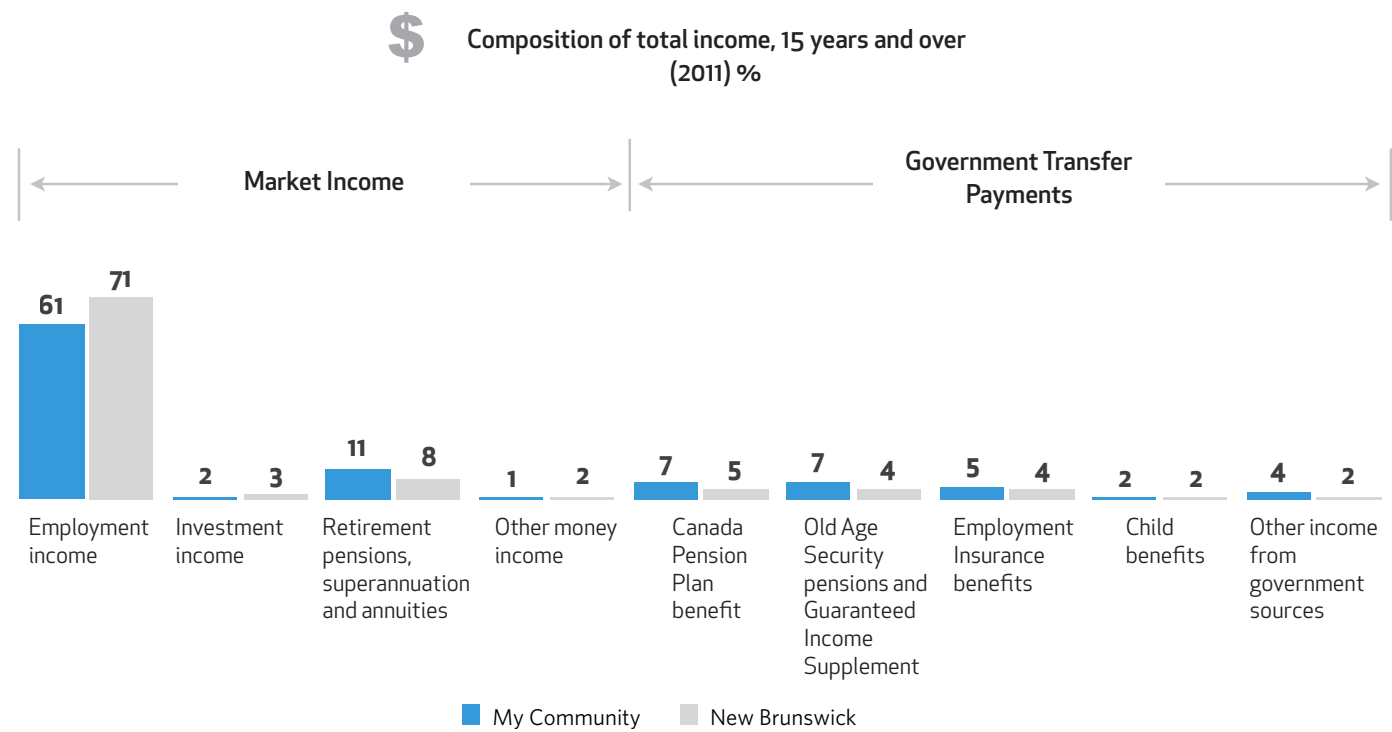 $
Composition of total income, 15 years and over
(2011) %
Market Income
Government Transfer
Payments
61
71
2
3
11
8
1
2
7
5
7
4
5
4
2
2
4
2
Employment
income
Investment
income
Retirement
pensions,
superannuation
and annuities
Other money
income
Canada
Pension
Plan
benefit
Old Age
Security
pensions and
Guaranteed
Income
Supplement
Employment
Insurance
benefits
Child
benefits
Other income
from
government
sources
My Community
New Brunswick